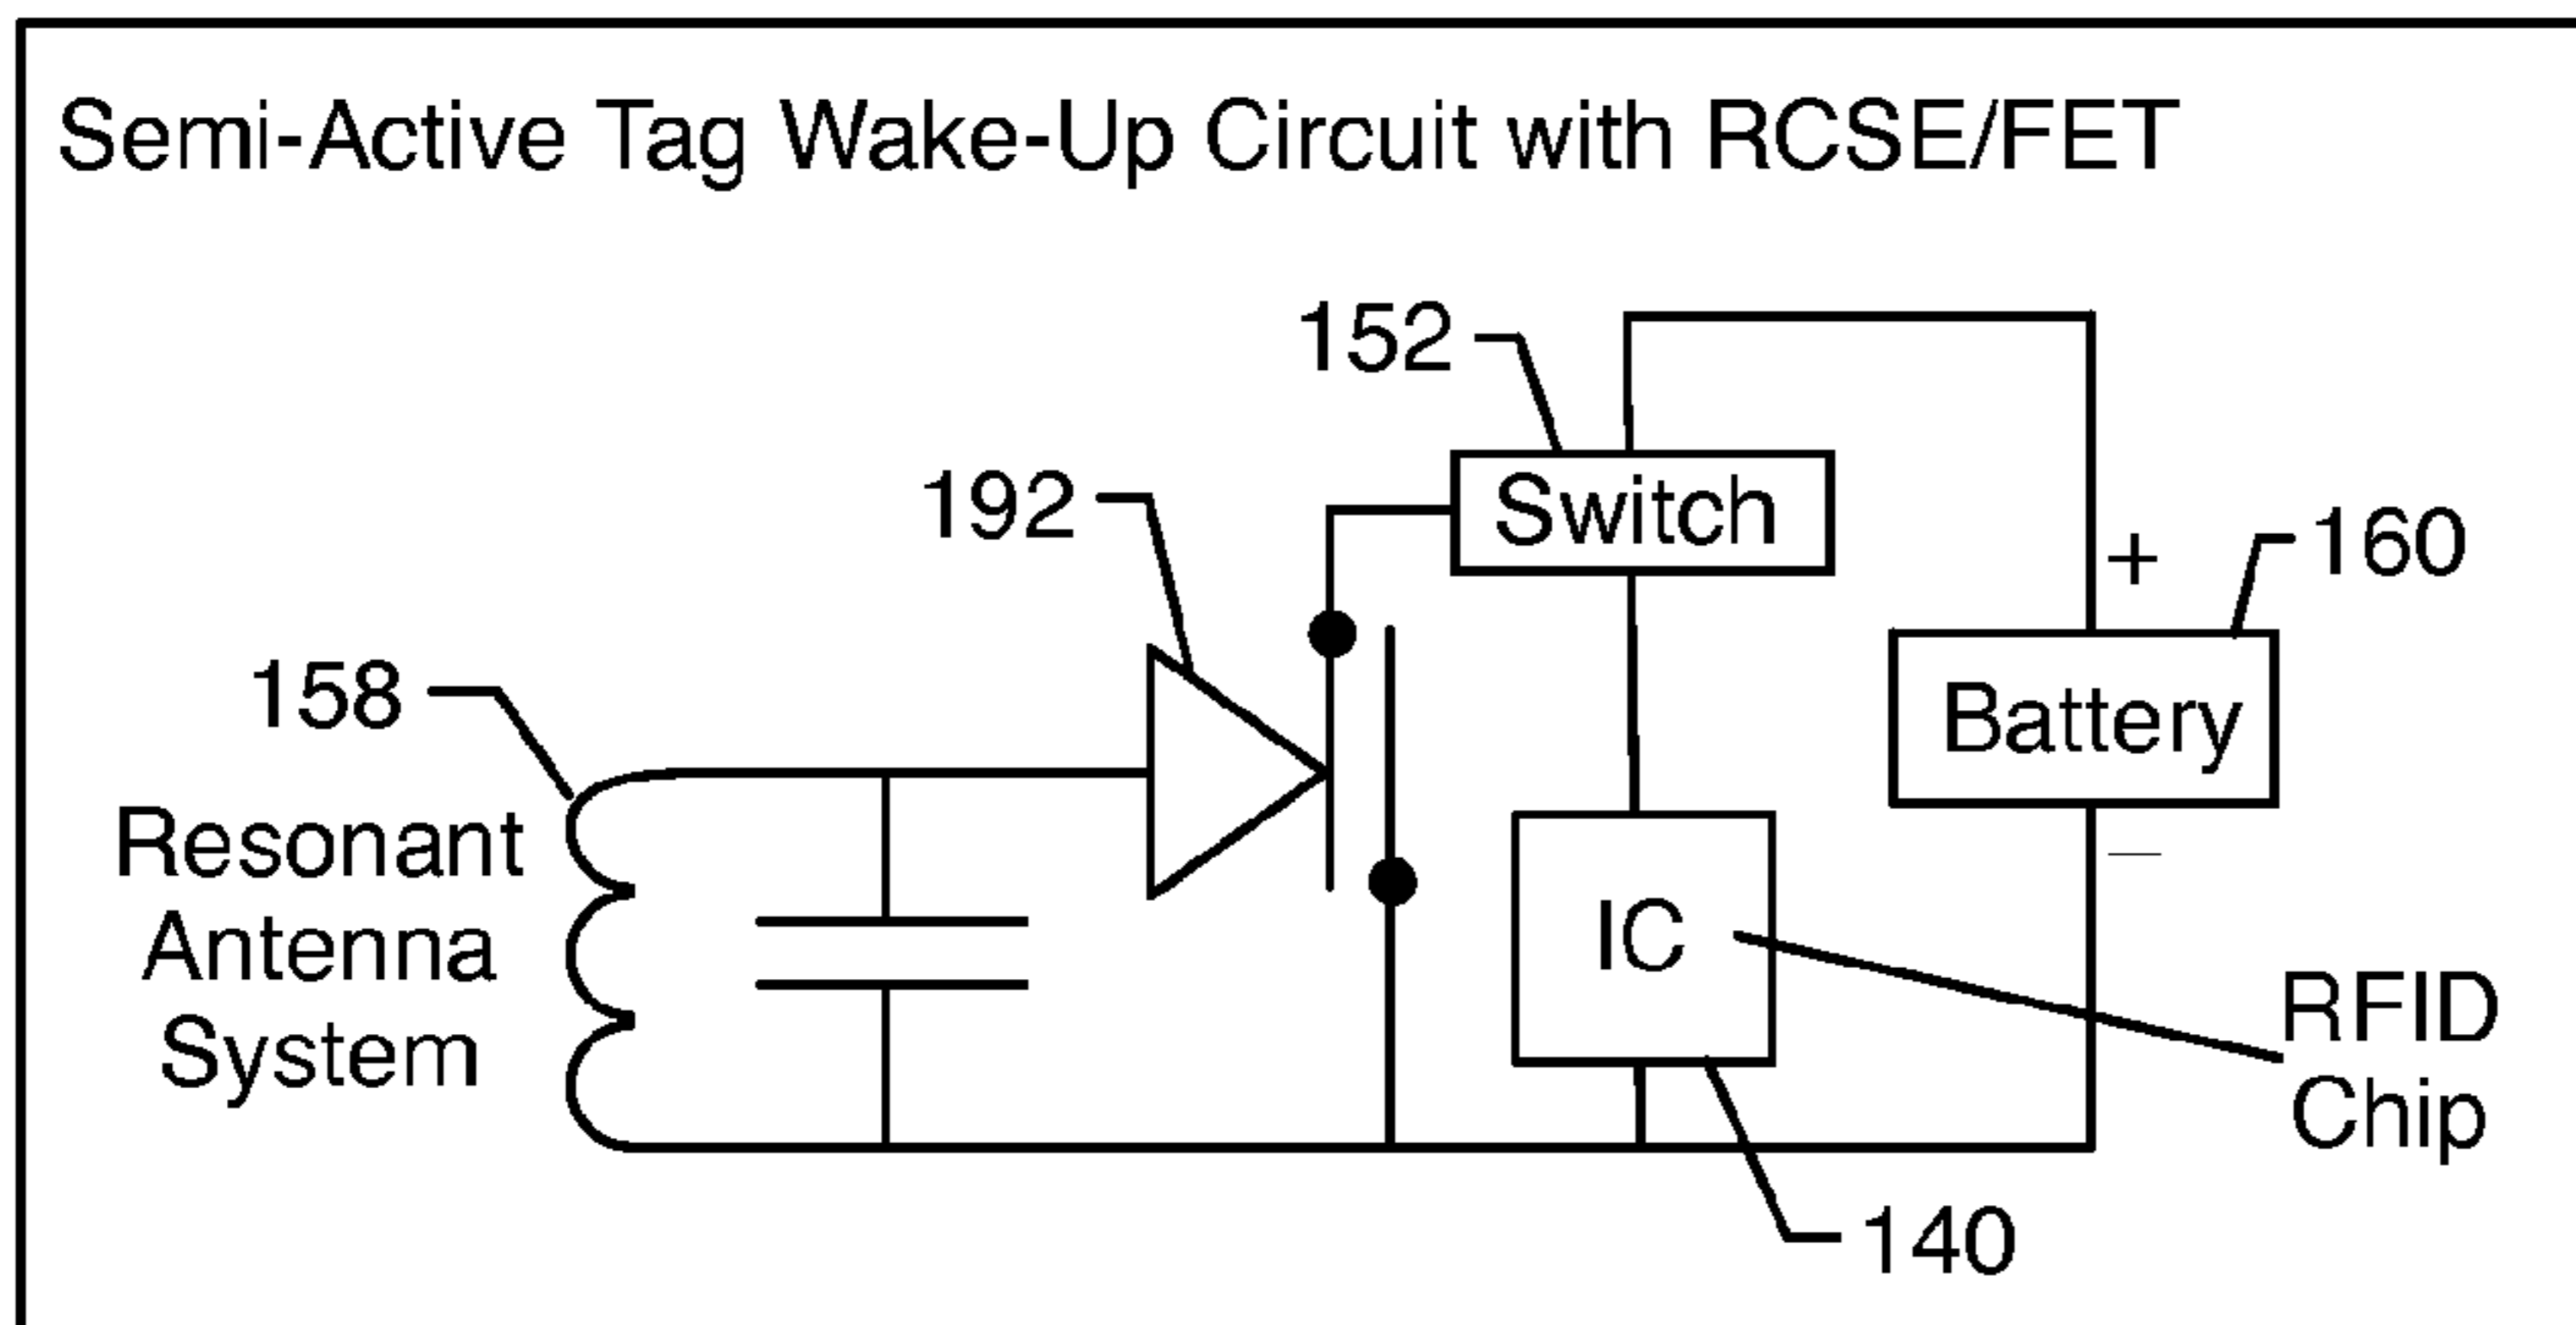 Semi-Active Tag Wake-Up Circuit with RCSE/FET
152
192
Switch
+
160
158
Battery
Resonant
Antenna
System
–
IC
RFID
Chip
140